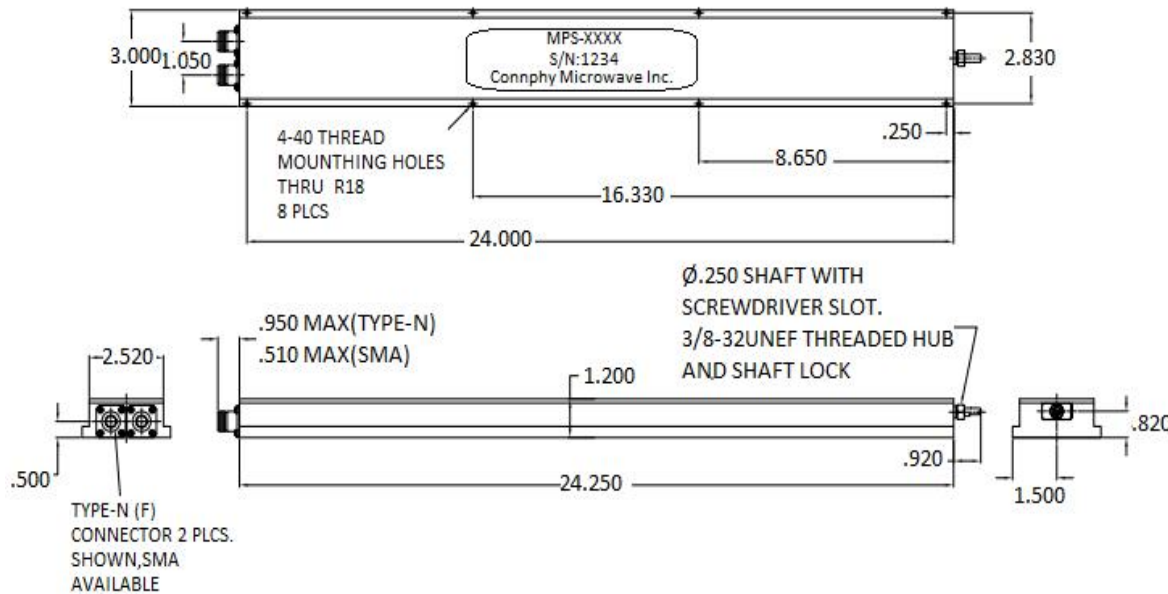 MPS-XXXX
S/N:1234
Connphy Microwave Inc.
3.000
1.050
2.830
.250
8.650
16.330
24.000
4-40 THREAD
MOUNTHING HOLES
THRU R18
8 PLCS
Ø.250 SHAFT WITH
SCREWDRIVER SLOT.
3/8-32UNEF THREADED HUB
AND SHAFT LOCK
.950 MAX(TYPE-N)
.510 MAX(SMA)
2.520
1.200
.820
.500
.920
24.250
1.500
TYPE-N (F)
CONNECTOR 2 PLCS.
SHOWN,SMA
AVAILABLE